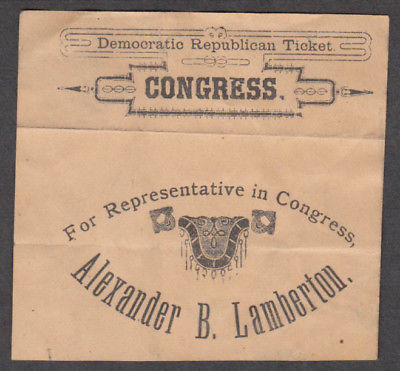 Democratic Republican Ticket.
CONGRESS.
For Representative in Congress,
Alexander B. Lamberton.